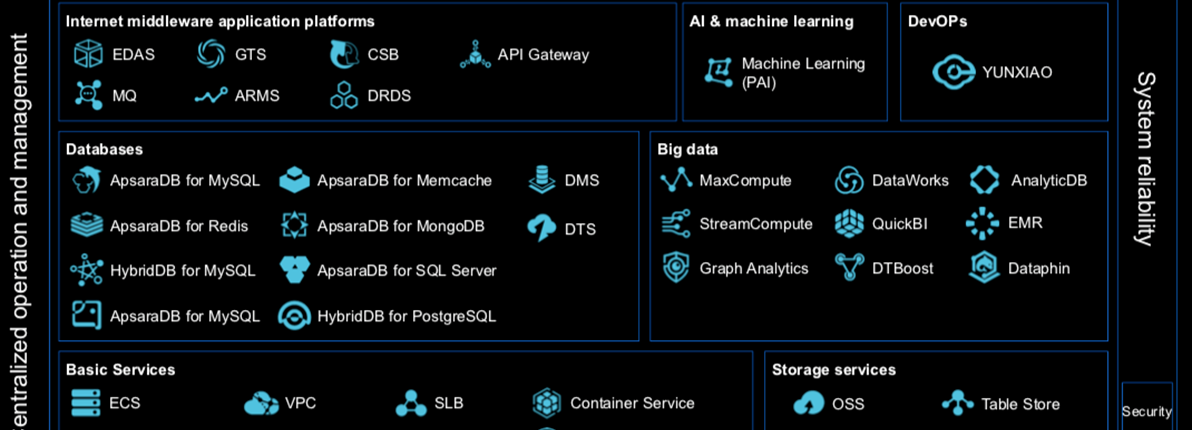 entralized operation and management
Internet middleware application platforms
EDAS
GTS
CSB
API Gateway
MQ
ARMS
DRDS
AI & machine learning
Machine Learning
(PAI)
DevOPs
YUNXIAO
Databases
ApsaraDB for MySQL
ApsaraDB for Memcache
DMS
ApsaraDB for Redis
ApsaraDB for MongoDB
DTS
HybridDB for MySQL
ApsaraDB for SQL Server
ApsaraDB for MySQL
HybridDB for PostgreSQL
Big data
MaxCompute
DataWorks
AnalyticDB
StreamCompute
QuickBI
EMR
Graph Analytics
DTBoost
Dataphin
Basic Services
ECS
VPC
SLB
Container Service
Storage services
OSS
Table Store
System reliability
Security